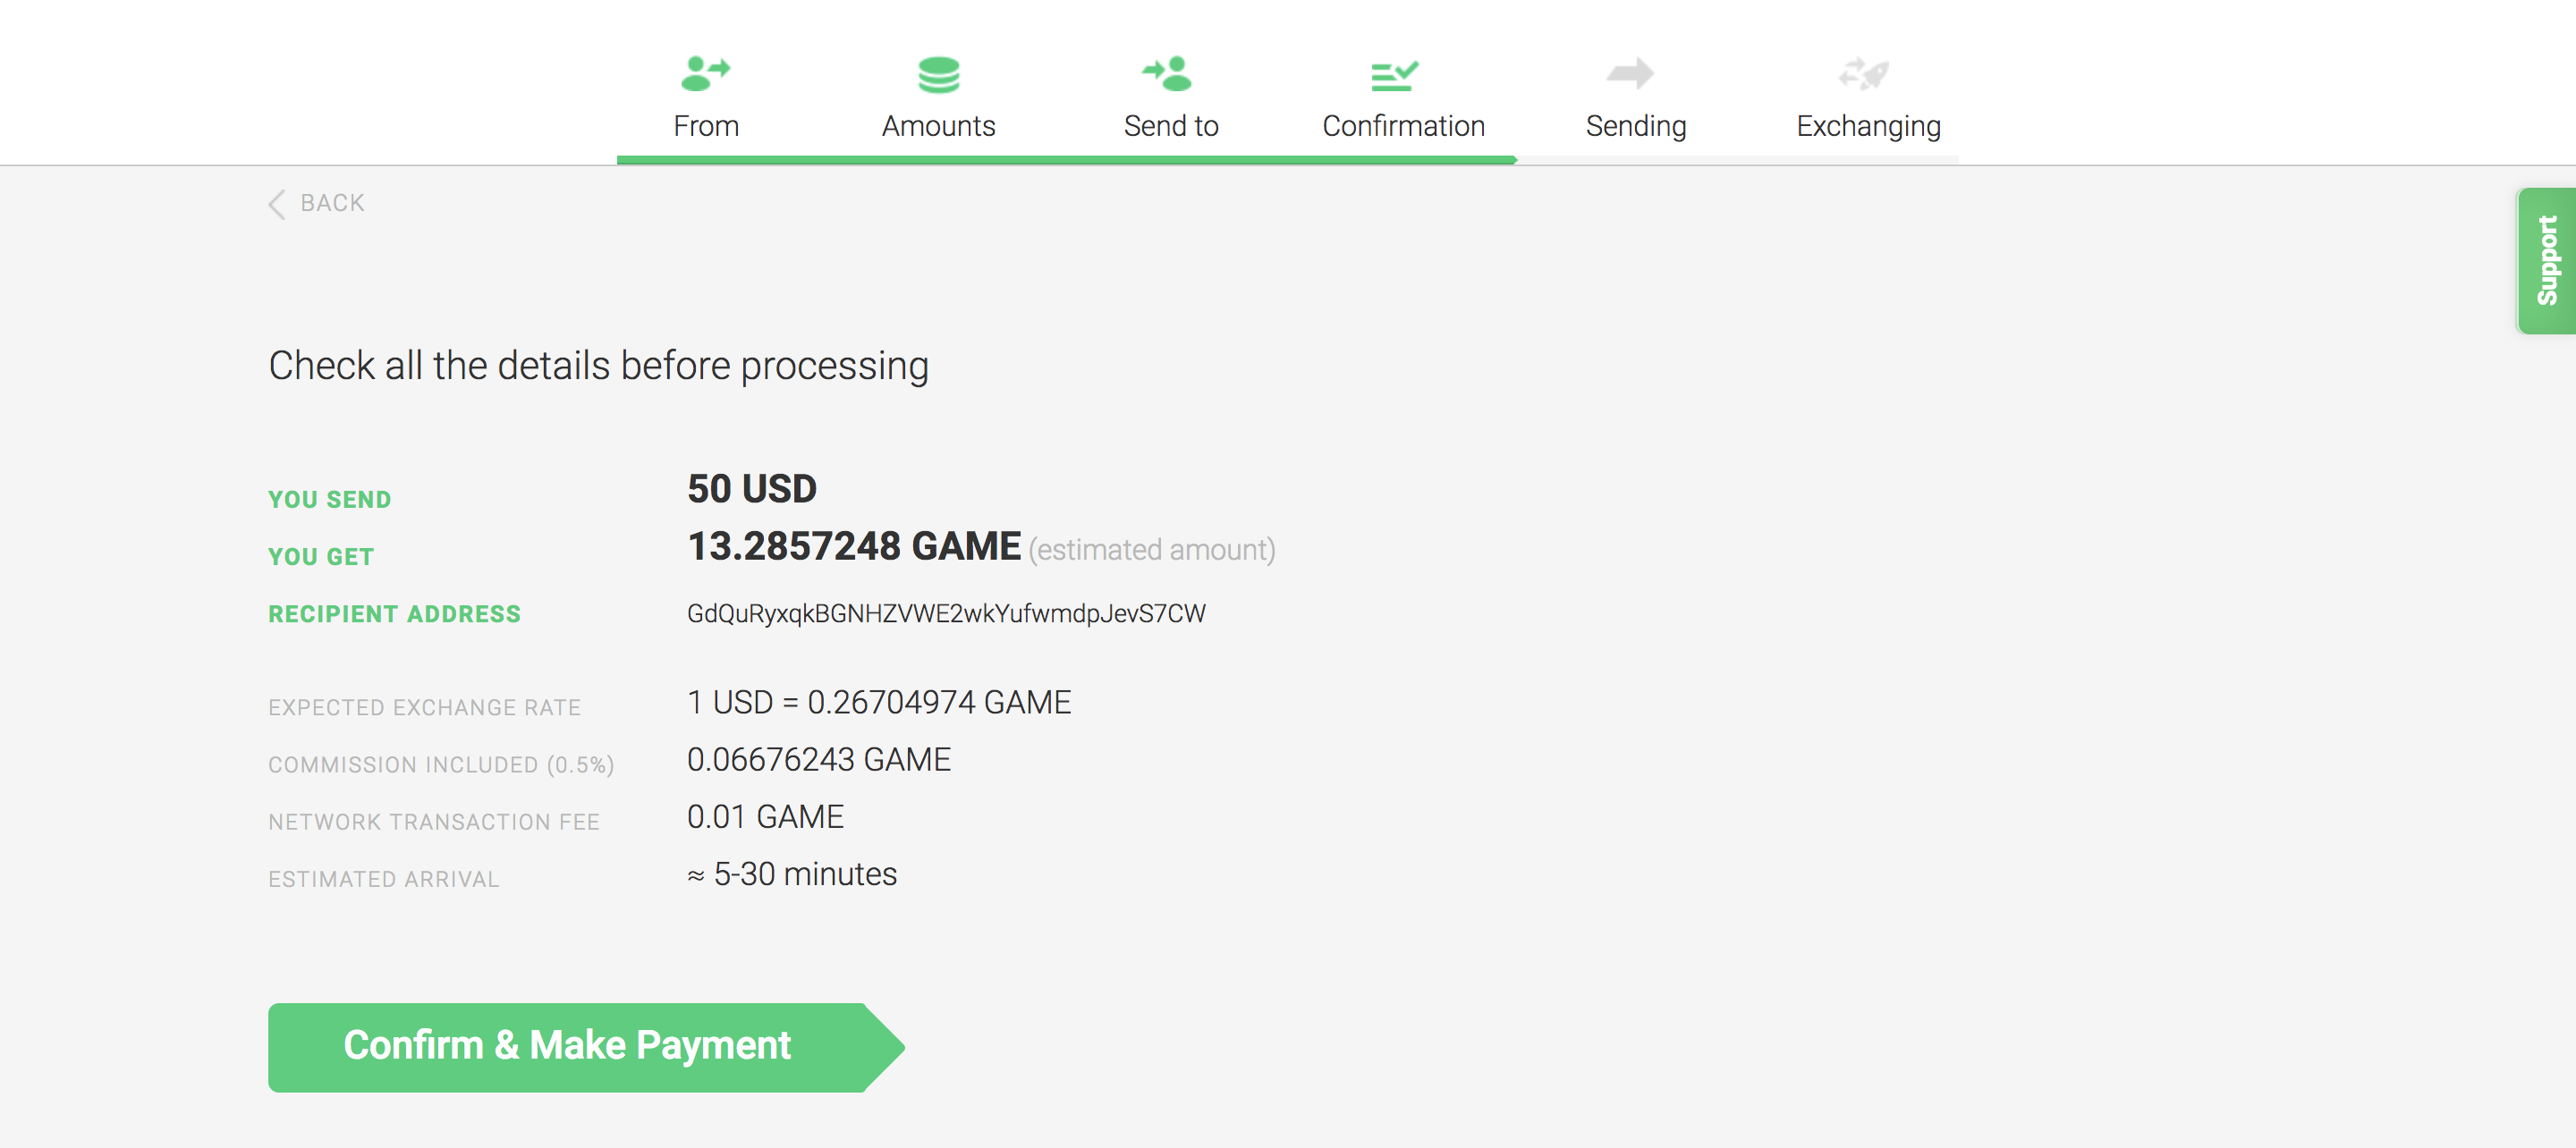 From Amounts Send to Confirmation Sending Exchanging
BACK
Support
Check all the details before processing
YOU SEND 50 USD
YOU GET 13.2857248 GAME (estimated amount)
RECIPIENT ADDRESS GdQuRyxqkBGNHZVWE2wkYufwmdpJevS7CW
EXPECTED EXCHANGE RATE 1 USD = 0.26704974 GAME
COMMISSION INCLUDED (0.5%) 0.06676243 GAME
NETWORK TRANSACTION FEE 0.01 GAME
ESTIMATED ARRIVAL ≈ 5-30 minutes
Confirm & Make Payment